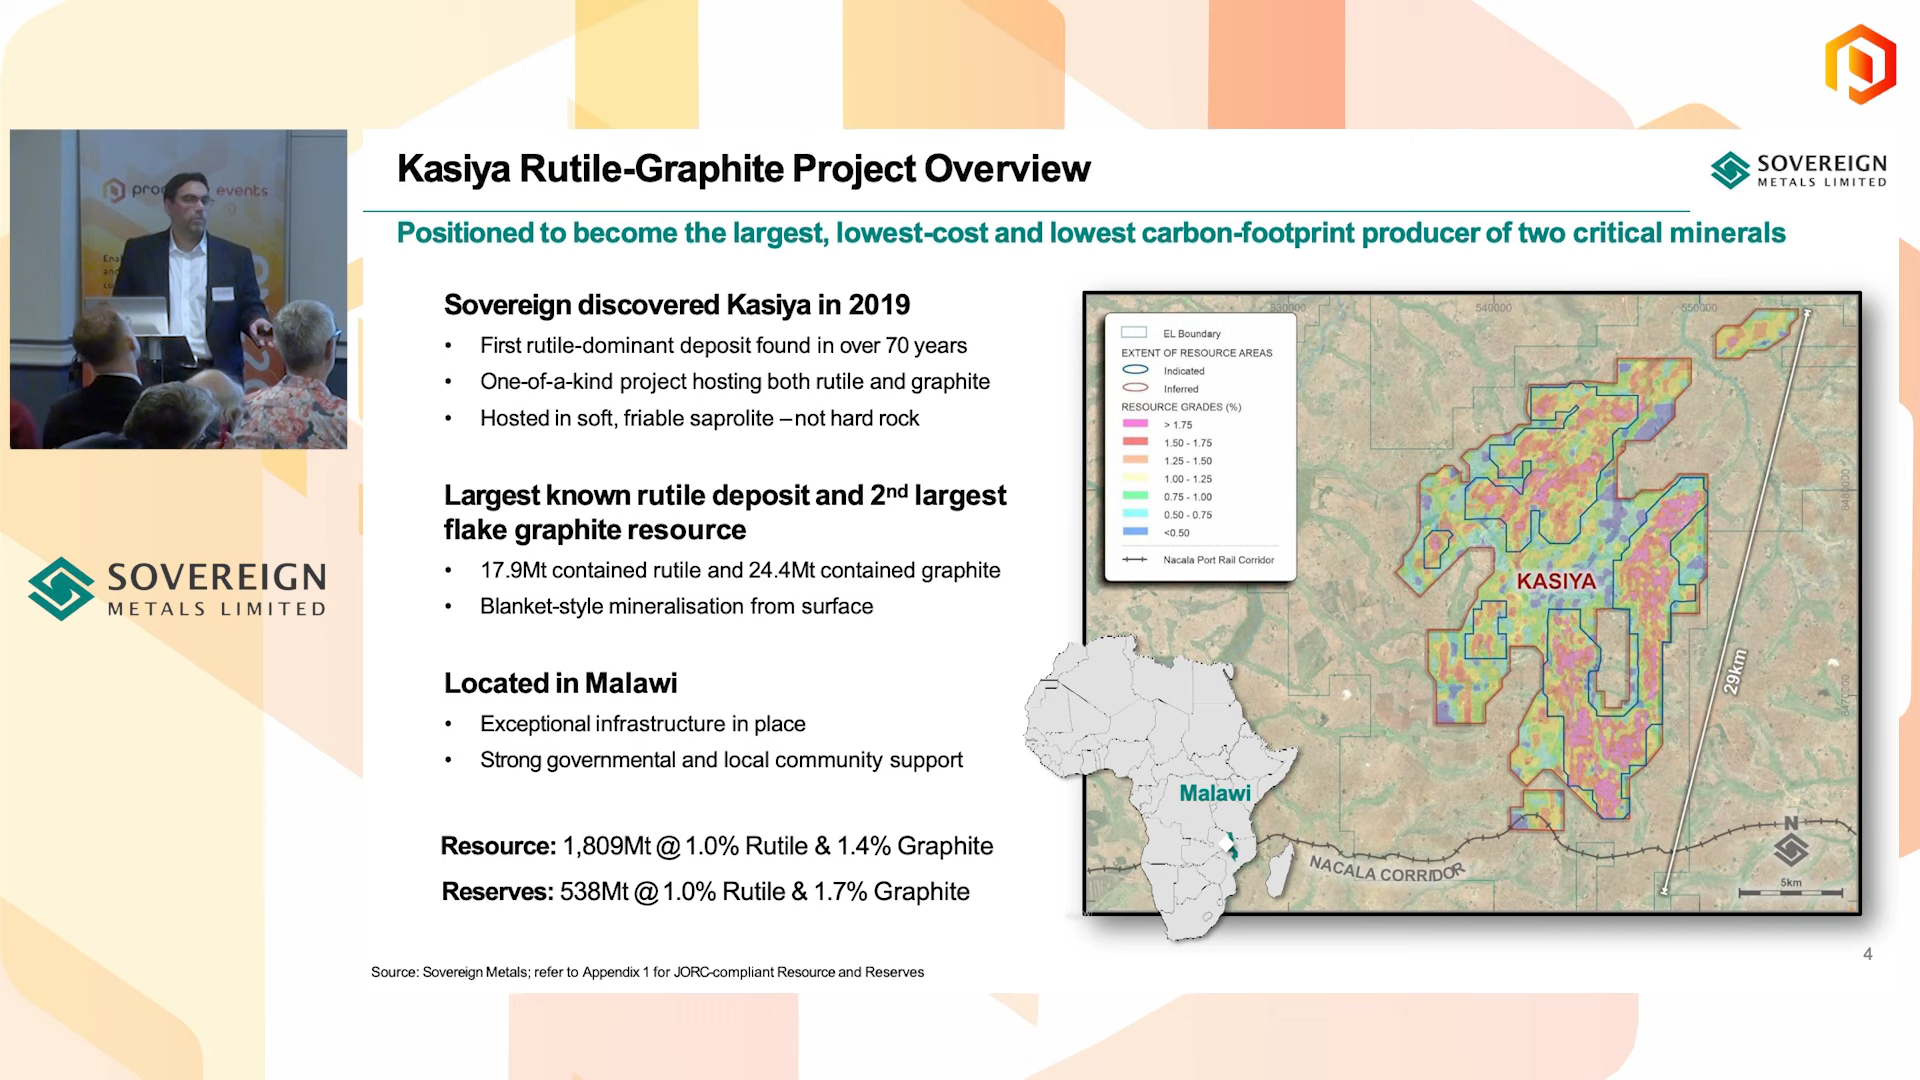 Kasiya Rutile-Graphite Project Overview
SOVEREIGN
METALS LIMITED
Positioned to become the largest, lowest-cost and lowest carbon-footprint producer of two critical minerals
events
Sovereign discovered Kasiya in 2019
• First rutile-dominant deposit found in over 70 years
• One-of-a-kind project hosting both rutile and graphite
• Hosted in soft, friable saprolite – not hard rock
Largest known rutile deposit and 2nd largest
flake graphite resource
• 17.9Mt contained rutile and 24.4Mt contained graphite
• Blanket-style mineralisation from surface
Located in Malawi
• Exceptional infrastructure in place
• Strong governmental and local community support
Resource: 1,809Mt @ 1.0% Rutile & 1.4% Graphite
Reserves: 538Mt @ 1.0% Rutile & 1.7% Graphite
Source: Sovereign Metals; refer to Appendix 1 for JORC-compliant Resource and Reserves
SOVEREIGN
METALS LIMITED
530000
540000
550000
EL Boundary
EXTENT OF RESOURCE AREAS
Indicated
Inferred
RESOURCE GRADES (%)
> 1.75
1.50 - 1.75
1.25 - 1.50
1.00 - 1.25
0.75 - 1.00
0.50 - 0.75
<0.50
Nacala Port Rail Corridor
KASIYA
29km
8480000
8470000
Malawi
NACALA CORRIDOR
N
5km
4